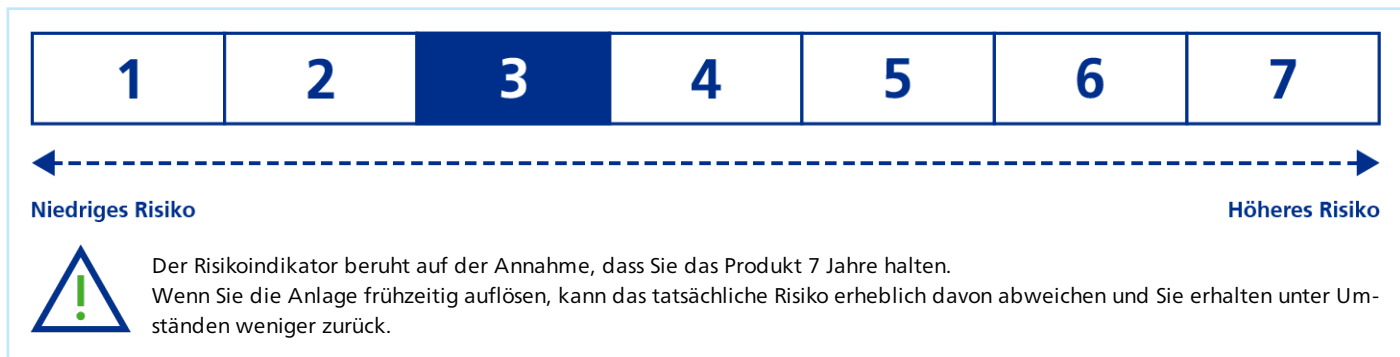 1 2 3 4 5 6 7
Niedriges Risiko Höheres Risiko
Der Risikoindikator beruht auf der Annahme, dass Sie das Produkt 7 Jahre halten.
Wenn Sie die Anlage frühzeitig auflösen, kann das tatsächliche Risiko erheblich davon abweichen und Sie erhalten unter Um-
ständen weniger zurück.